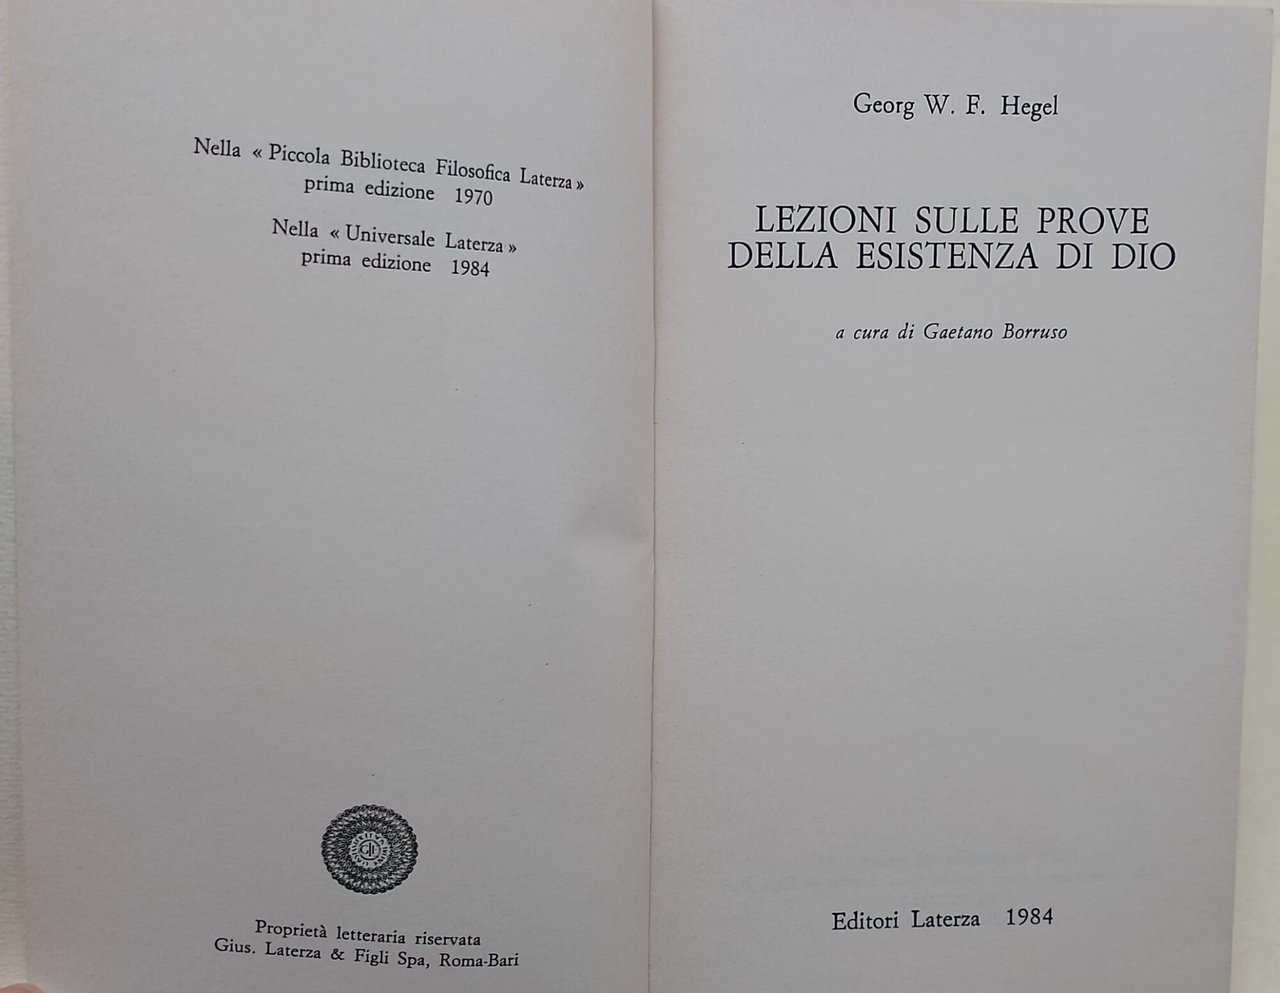 Nella « Piccola Biblioteca Filosofica Laterza »
prima edizione 1970
Nella « Universale Laterza »
prima edizione 1984
Proprietà letteraria riservata
Gius. Laterza & Figli Spa, Roma-Bari
Georg W. F. Hegel
LEZIONI SULLE PROVE
DELLA ESISTENZA DI DIO
a cura di Gaetano Borruso
Editori Laterza 1984